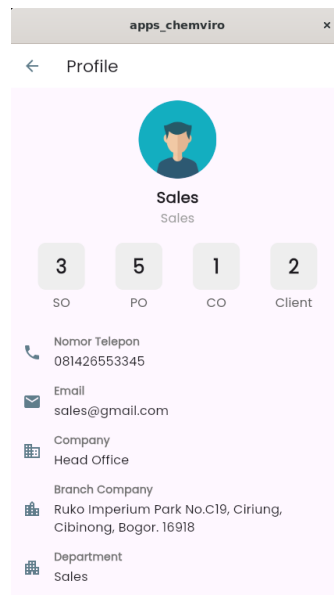 apps_chemviro ×
Profile
Sales
Sales
3 5 1 2
SO PO CO Client
Nomor Telepon
081426553345
Email
sales@gmail.com
Company
Head Office
Branch Company
Ruko Imperium Park No.C19, Ciriung,
Cibinong, Bogor. 16918
Department
Sales